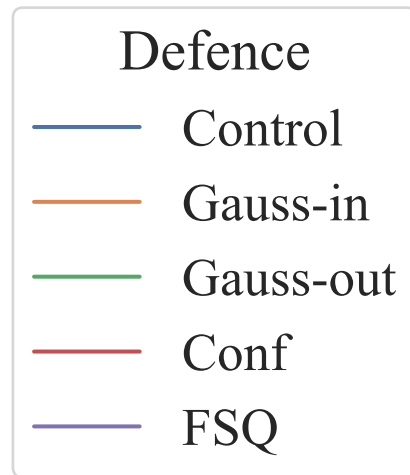 Defence
Control
Gauss-in
Gauss-out
Conf
FSQ